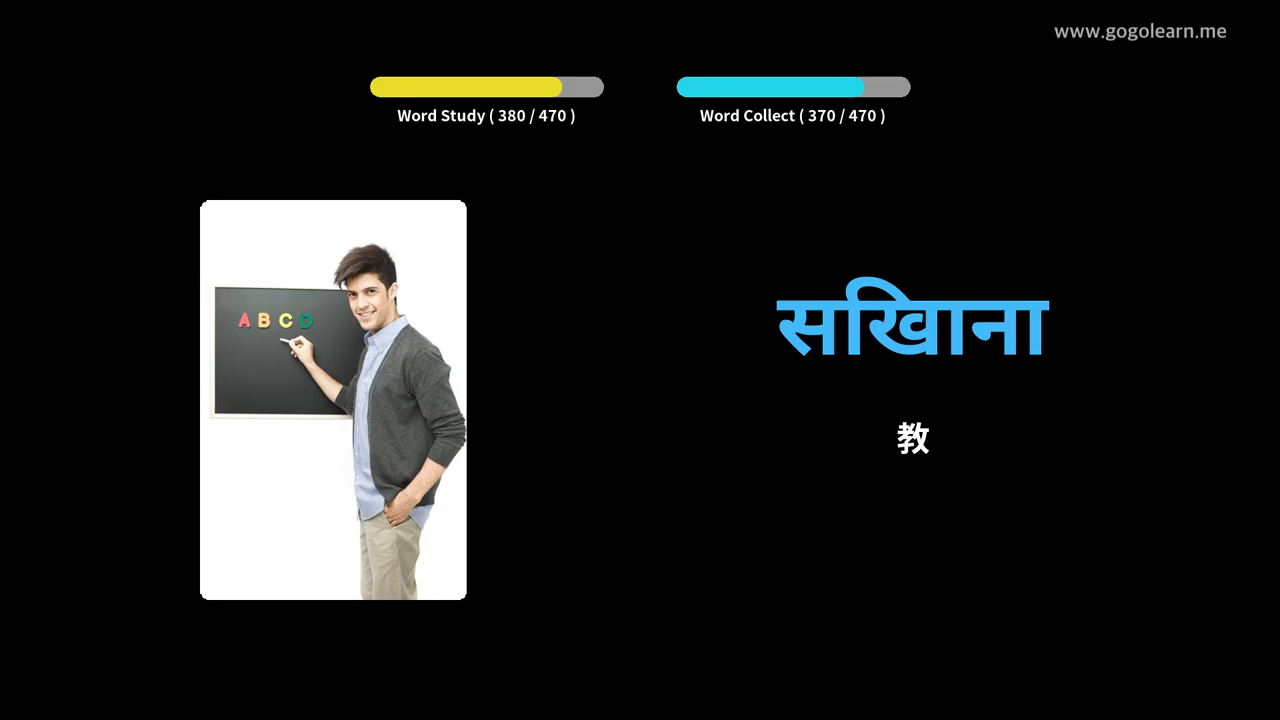 www.gogolearn.me
Word Study ( 380 / 470 )
Word Collect ( 370 / 470 )
A B C D
सखिाना
教